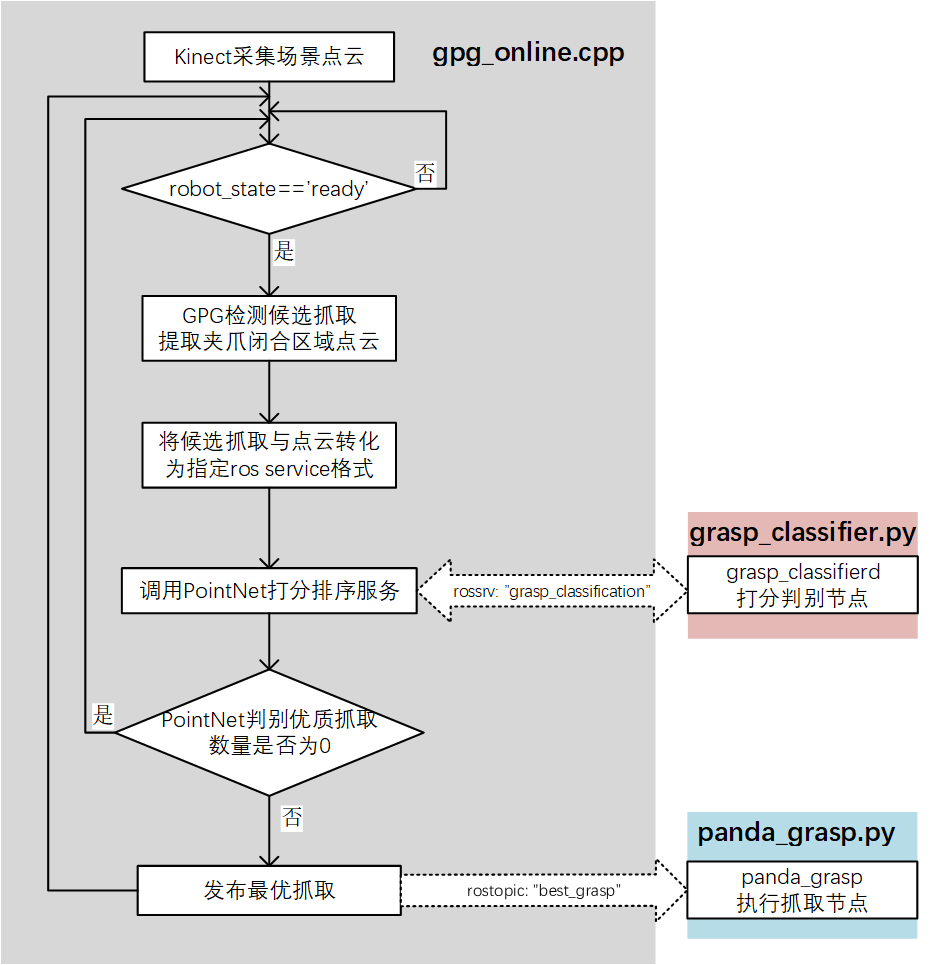 gpg_online.cpp
Kinect采集场景点云
robot_state=='ready'
否
是
GPG检测候选抓取
提取夹爪闭合区域点云
将候选抓取与点云转化
为指定ros service格式
grasp_classifier.py
grasp_classifierd
打分判别节点
调用PointNet打分排序服务
rossrv: "grasp_classification"
是
PointNet判别优质抓取
数量是否为0
否
panda_grasp.py
panda_grasp
执行抓取节点
发布最优抓取
rostopic: "best_grasp"